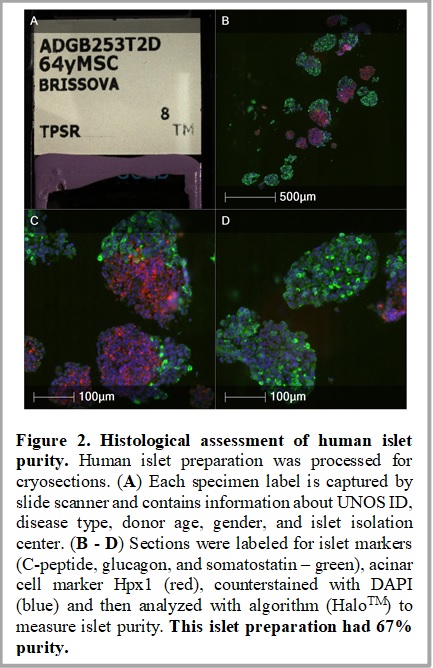 A
ADGB253T2D
64yMSC
BRISSOVA
8
TPSR TM
B
500µm
C
100µm
D
100µm
Figure 2. Histological assessment of human islet
purity. Human islet preparation was processed for
cryosections. (A) Each specimen label is captured by
slide scanner and contains information about UNOS ID,
disease type, donor age, gender, and islet isolation
center. (B - D) Sections were labeled for islet markers
(C-peptide, glucagon, and somatostatin – green), acinar
cell marker Hpx1 (red), counterstained with DAPI
(blue) and then analyzed with algorithm (Halo™) to
measure islet purity. This islet preparation had 67%
purity.